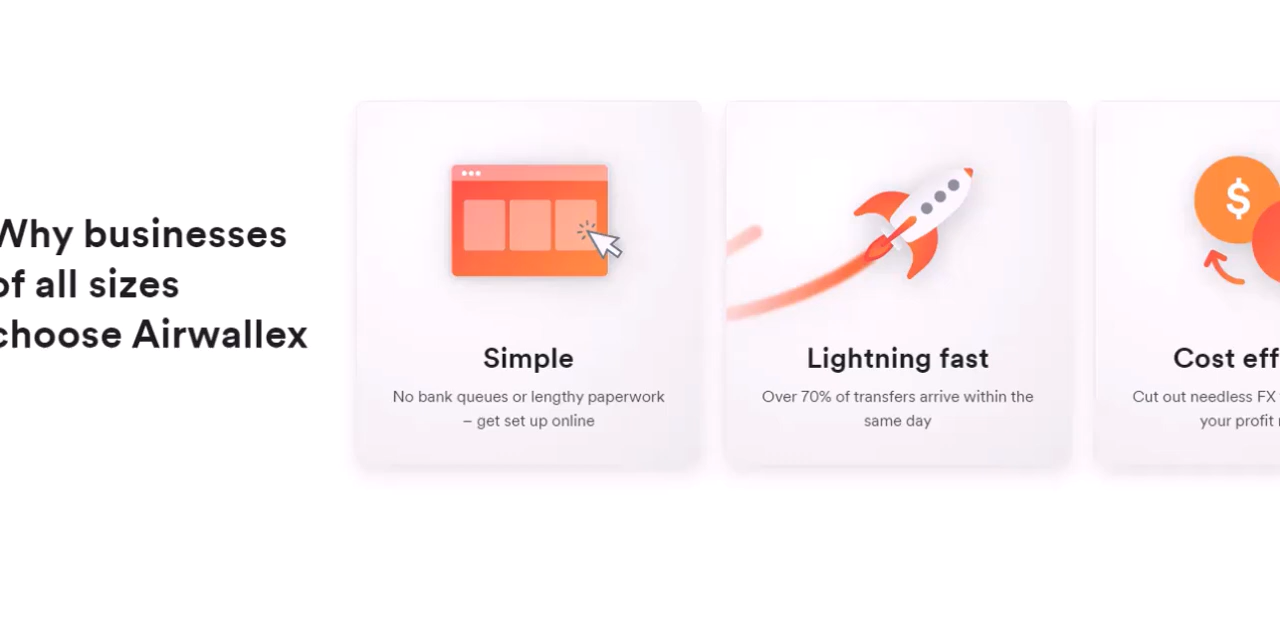 Why businesses
of all sizes
choose Airwallex
Simple
No bank queues or lengthy paperwork
– get set up online
Lightning fast
Over 70% of transfers arrive within the
same day
$
Cost
Cut out needless FX
your profit